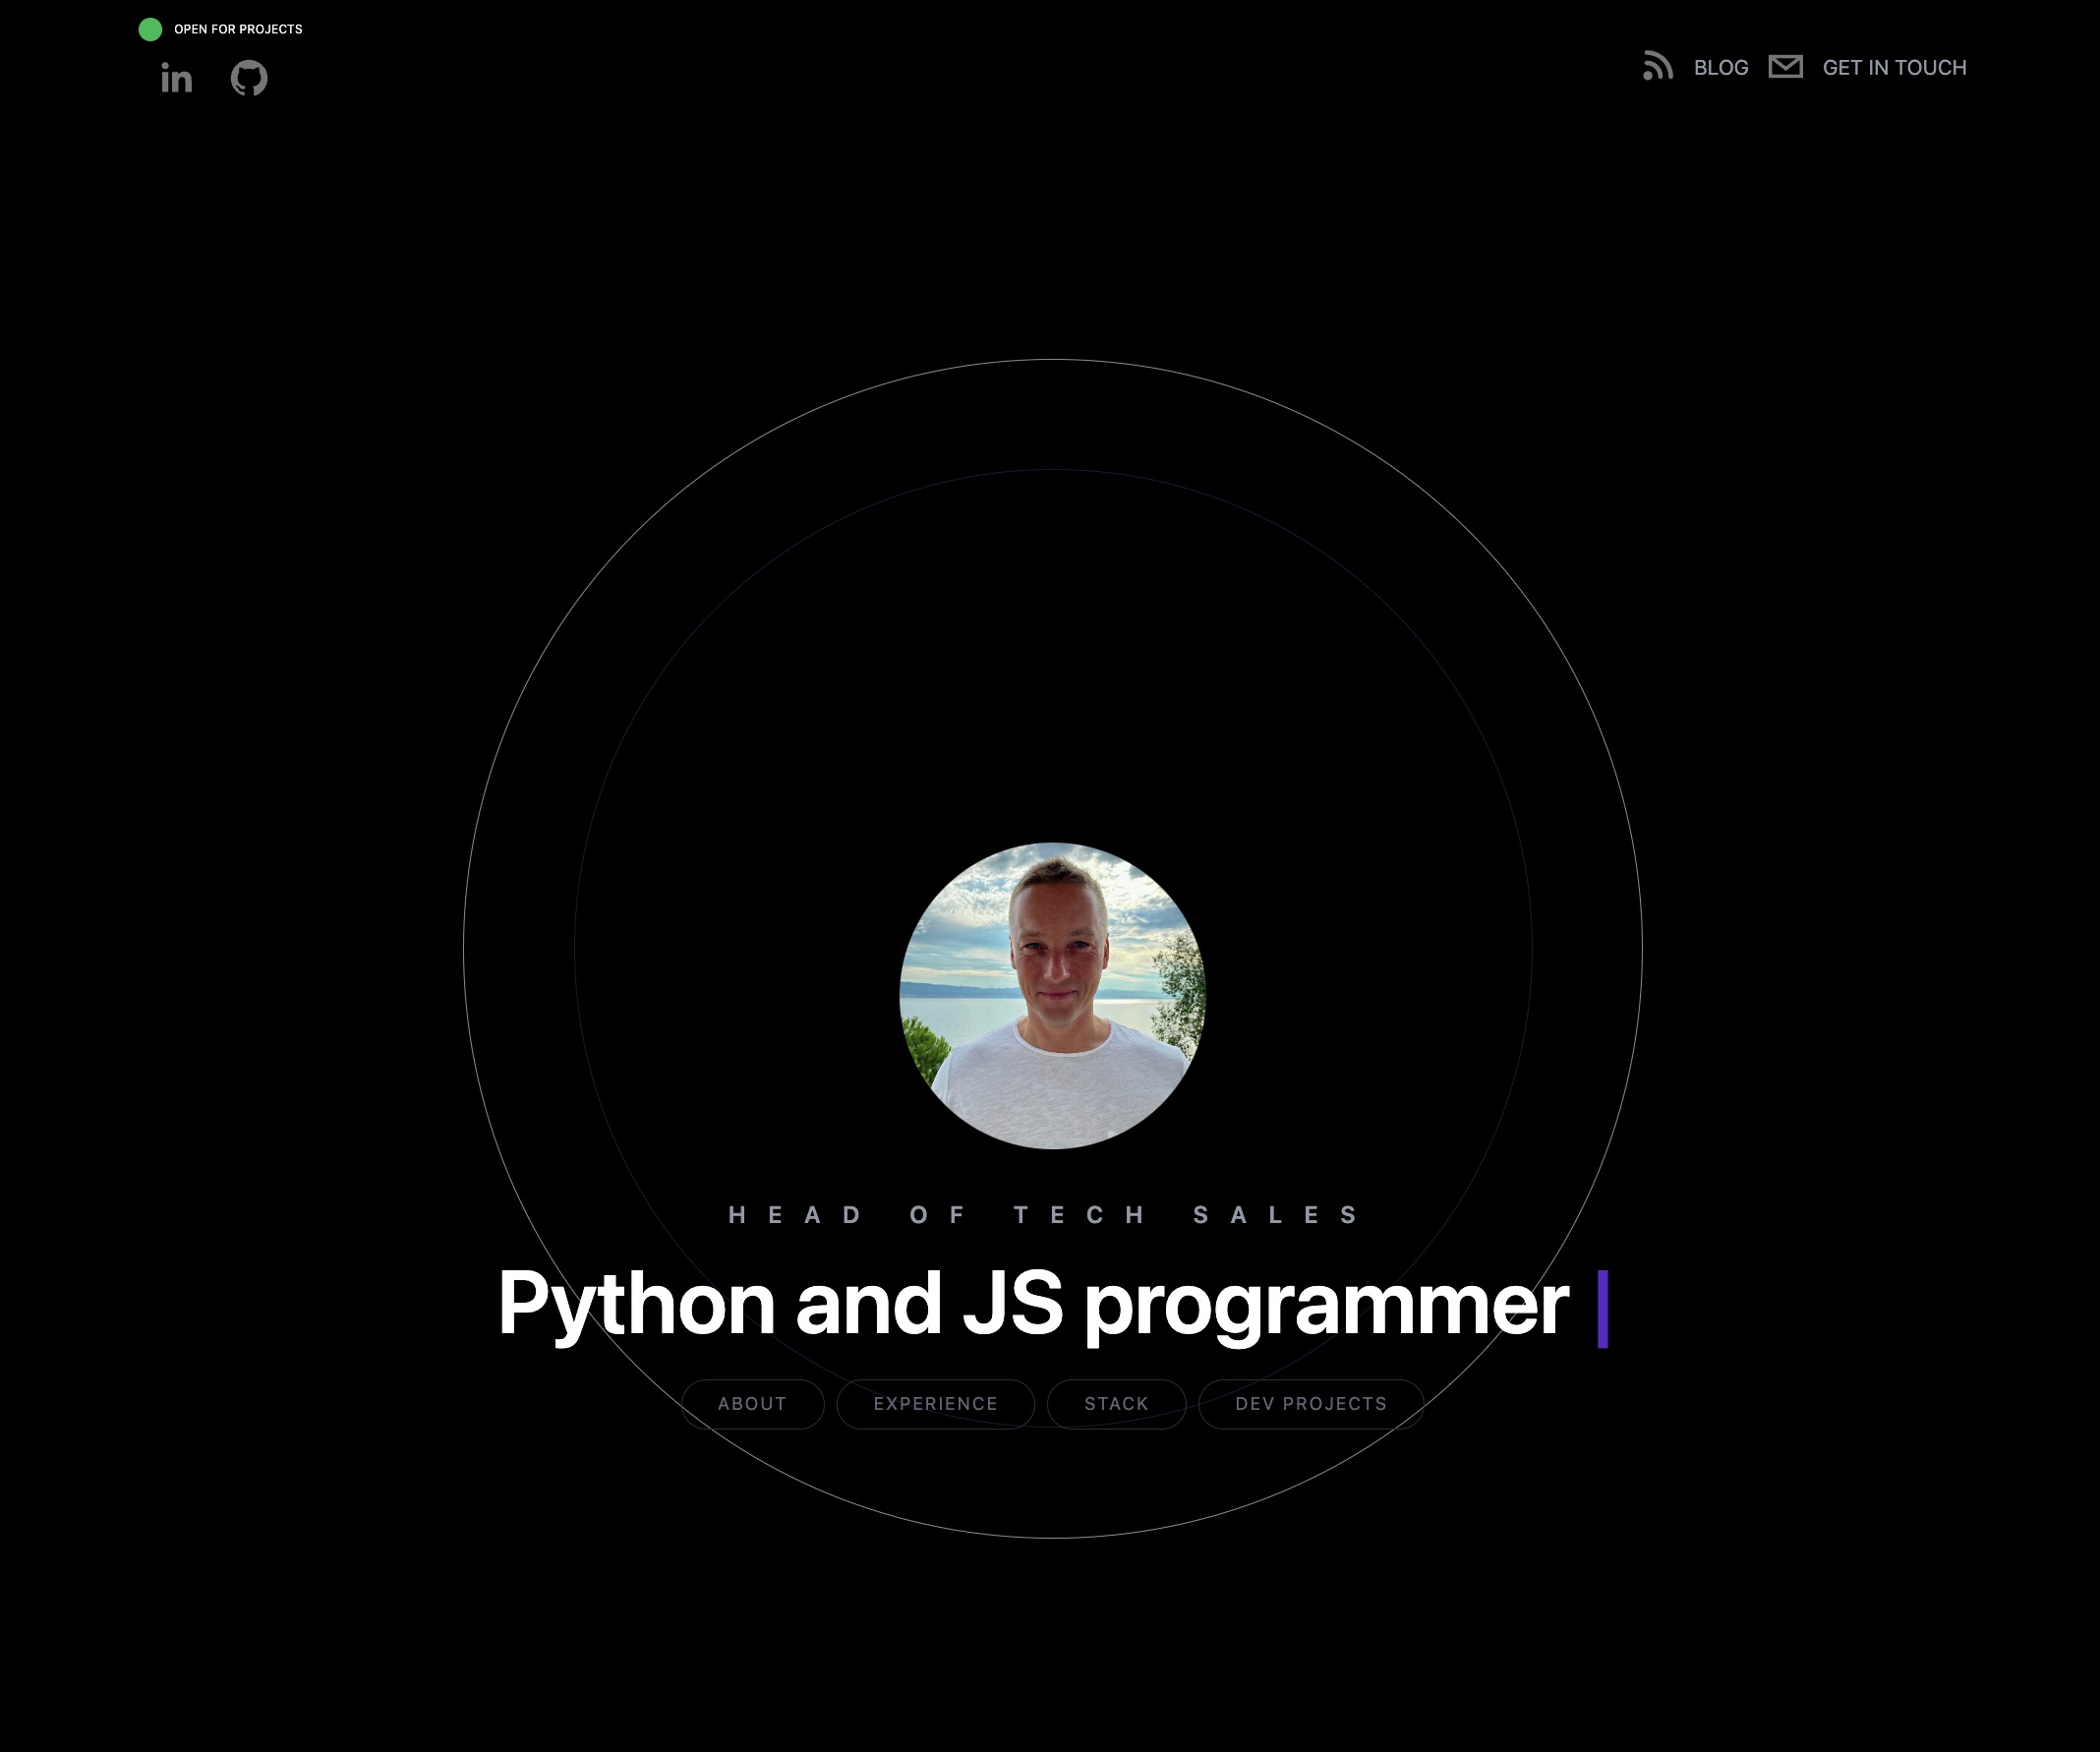 OPEN FOR PROJECTS
BLOG GET IN TOUCH
HEAD OF TECH SALES
Python and JS programmer
ABOUT EXPERIENCE STACK DEV PROJECTS